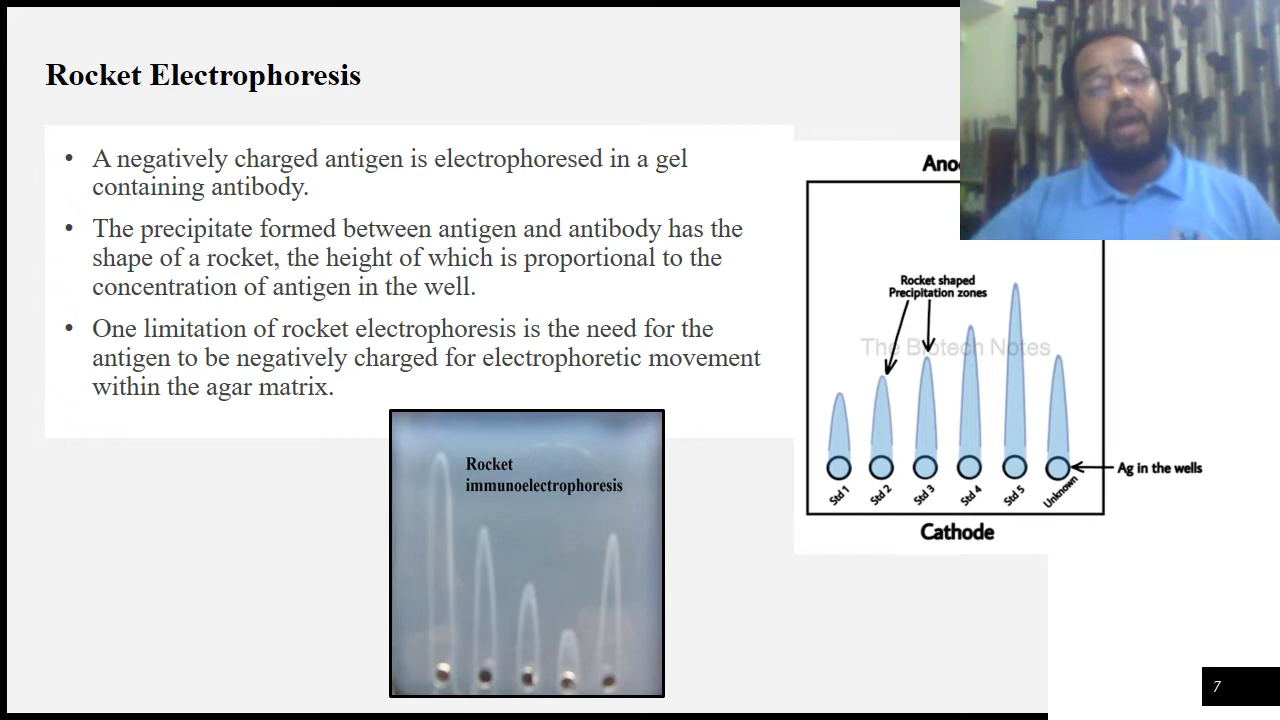 Rocket Electrophoresis
• A negatively charged antigen is electrophoresed in a gel
containing antibody.
• The precipitate formed between antigen and antibody has the
shape of a rocket, the height of which is proportional to the
concentration of antigen in the well.
• One limitation of rocket electrophoresis is the need for the
antigen to be negatively charged for electrophoretic movement
within the agar matrix.
Rocket
immunoelectrophoresis
Rocket shaped
Precipitation zones
The Biotech Notes
Ag in the wells
Std 1
Std 2
Std 3
Std 4
Std 5
Unknown
Cathode
7